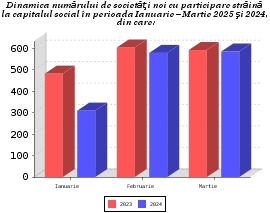 Dinamica numărului de societăţi noi cu participare străină
la capitalul social în perioada Ianuarie – Martie 2025 şi 2024,
din care:
600
500
400
300
200
100
0
Ianuarie Februarie Martie
2023 2024